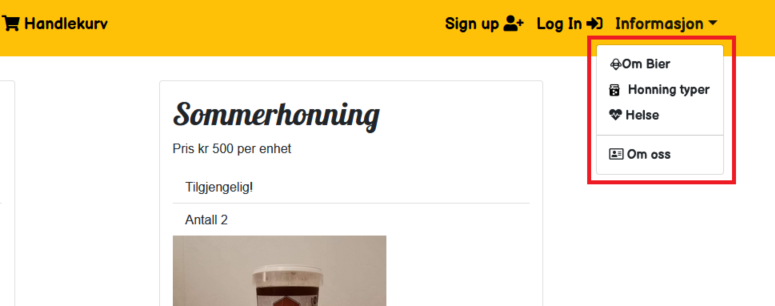 Handlekurv Sign up Log In Informasjon
Om Bier
Honning typer
Helse
Om oss
Sommerhonning
Pris kr 500 per enhet
Tilgjengelig!
Antall 2